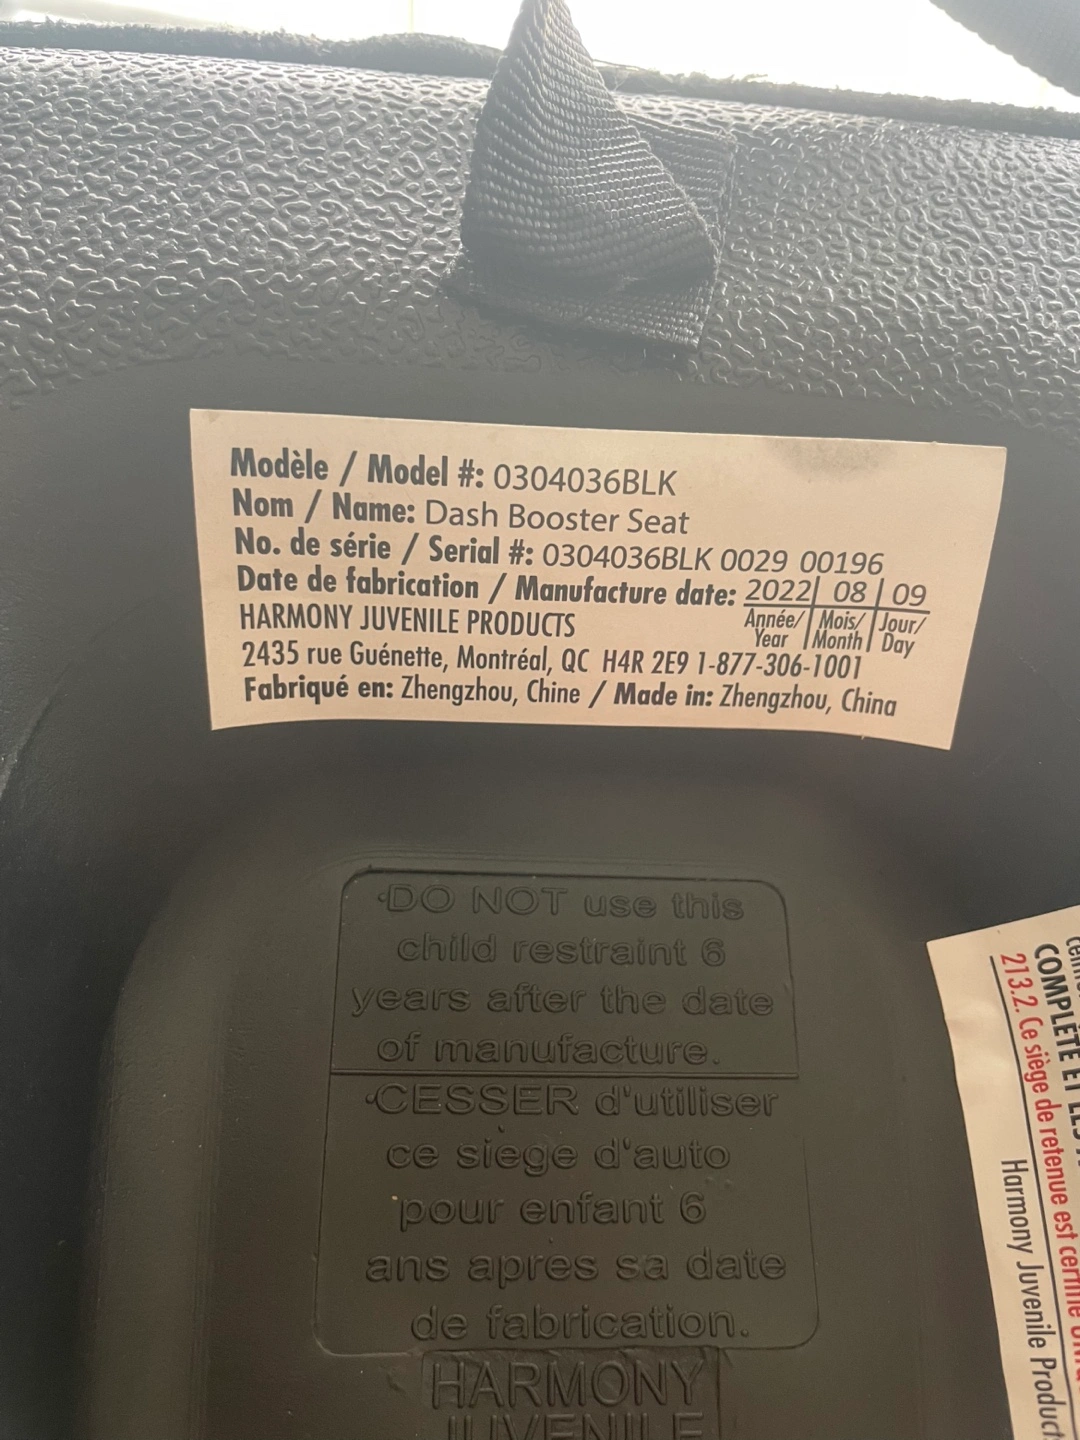 Modèle / Model #: 0304036BLK
Nom / Name: Dash Booster Seat
No. de série / Serial #: 0304036BLK 0029 00196
Date de fabrication / Manufacture date: 2022| 08 | 09
Année/ Year | Mois/ Month | Jour/ Day
HARMONY JUVENILE PRODUCTS
2435 rue Guénette, Montréal, QC H4R 2E9 1-877-306-1001
Fabriqué en: Zhengzhou, Chine / Made in: Zhengzhou, China
·DO NOT use this
child restraint 6
years after the date
of manufacture.
·CESSER d'utiliser
ce siege d'auto
pour enfant 6
ans apres sa date
de fabrication.
HARMONY
JUVENILE
COMPLÈTE ET
213.2. Ce siège de retenue est certifié
Harmony Juvenile Products